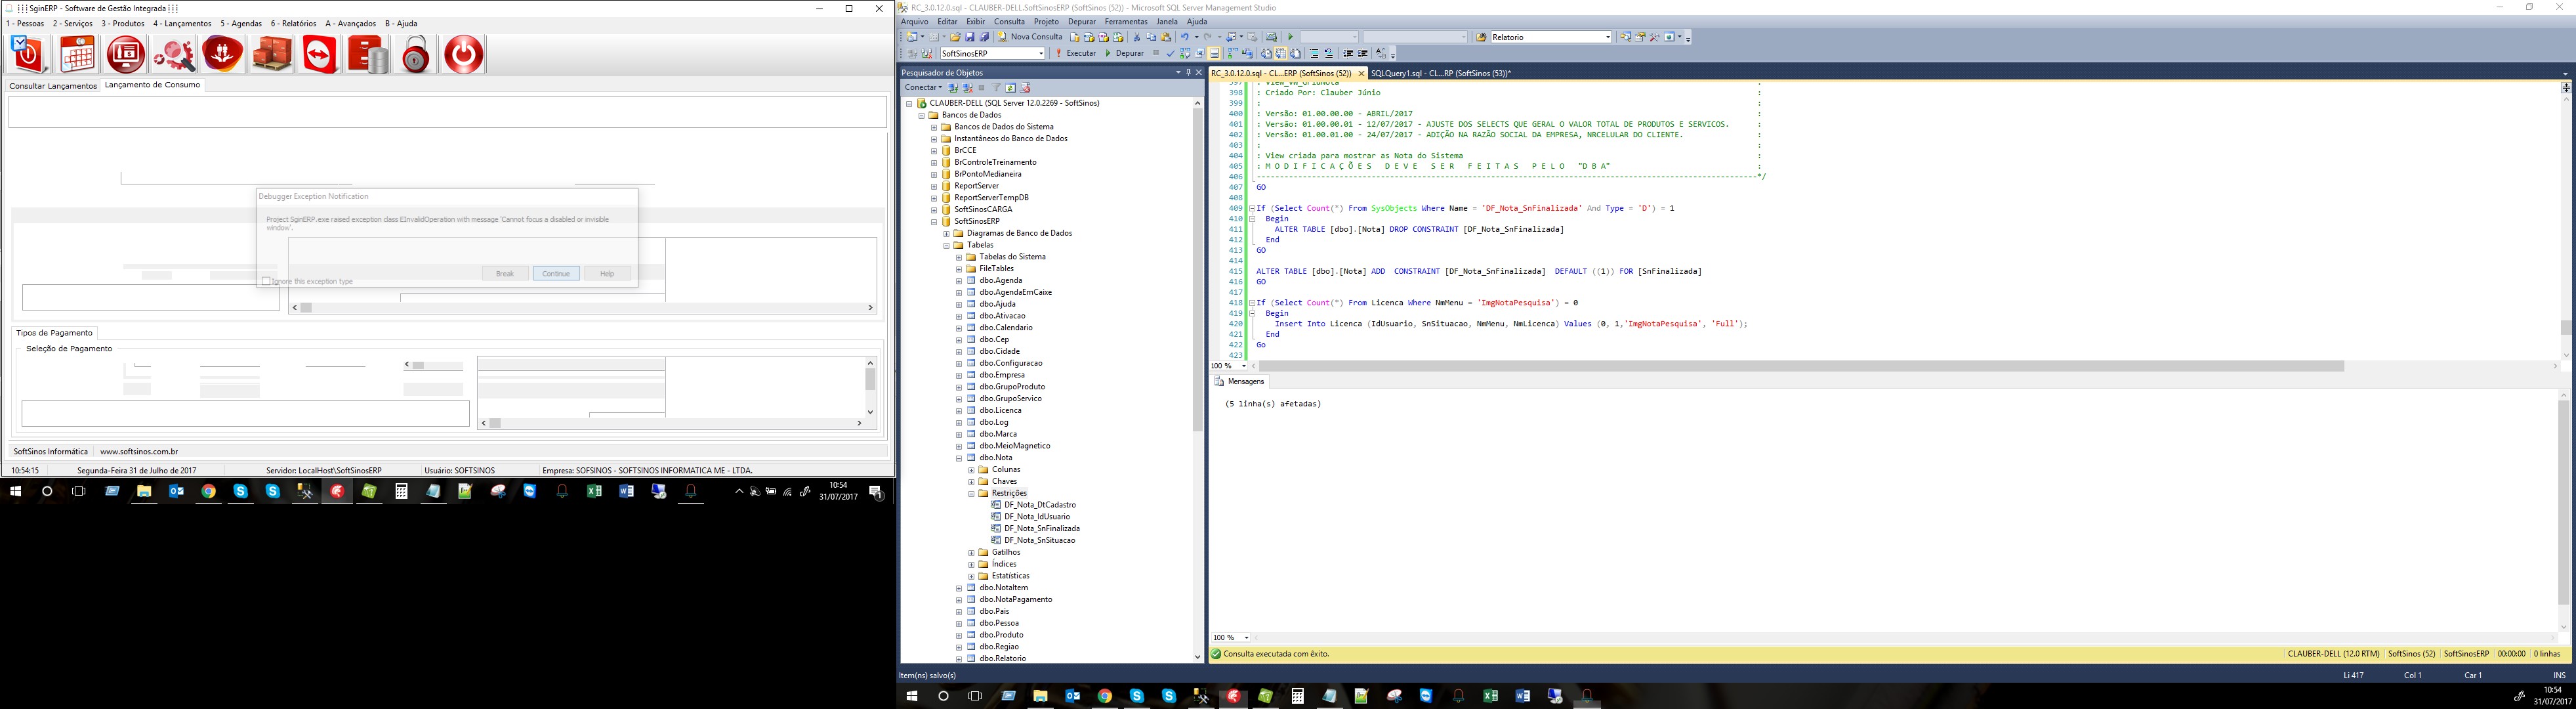 SginERP - Software de Gestão Integrada
1 - Pessoas 2 - Serviços 3 - Produtos 4 - Lançamentos 5 - Agendas 6 - Relatórios A - Avançados B - Ajuda
Consultar Lançamentos Lançamento de Consumo
Debugger Exception Notification
Project SginERP.exe raised exception class EInvalidOperation with message 'Cannot focus a disabled or invisible
window'.
Break Continue Help
Ignore this exception type
Tipos de Pagamento
Seleção de Pagamento
SoftSinos Informática www.softsinos.com.br
10:54:15 Segunda-Feira 31 de Julho de 2017 Servidor: LocalHost\SoftSinosERP Usuário: SOFTSINOS Empresa: SOFSINOS - SOFTSINOS INFORMATICA ME - LTDA.
10:54
31/07/2017
RC_3.0.12.0.sql - CLAUBER-DELL.SoftSinosERP (SoftSinos (52)) - Microsoft SQL Server Management Studio
Arquivo Editar Exibir Consulta Projeto Depurar Ferramentas Janela Ajuda
Nova Consulta Relatorio
SoftSinosERP Executar Depurar
Pesquisador de Objetos
Conectar
CLAUBER-DELL (SQL Server 12.0.2269 - SoftSinos)
Bancos de Dados
Bancos de Dados do Sistema
Instantâneos do Banco de Dados
BrCCE
BrControleTreinamento
BrPontoMedianeira
ReportServer
ReportServerTempDB
SoftSinosCARGA
SoftSinosERP
Diagramas de Banco de Dados
Tabelas
Tabelas do Sistema
FileTables
dbo.Agenda
dbo.AgendaEmCaixe
dbo.Ajuda
dbo.Ativacao
dbo.Calendario
dbo.Cep
dbo.Cidade
dbo.Configuracao
dbo.Empresa
dbo.GrupoProduto
dbo.GrupoServico
dbo.Licenca
dbo.Log
dbo.Marca
dbo.MeioMagnetico
dbo.Nota
Colunas
Chaves
Restrições
DF_Nota_DtCadastro
DF_Nota_IdUsuario
DF_Nota_SnFinalizada
DF_Nota_SnSituacao
Gatilhos
Índices
Estatísticas
dbo.NotaItem
dbo.NotaPagamento
dbo.Pais
dbo.Pessoa
dbo.Produto
dbo.Regiao
dbo.Relatorio
RC_3.0.12.0.sql - CL...ERP (SoftSinos (52)) SQLQuery1.sql - CL...RP (SoftSinos (53))*
398 : Criado Por: Clauber Júnio :
399 : :
400 : Versão: 01.00.00.00 - ABRIL/2017 :
401 : Versão: 01.00.00.01 - 12/07/2017 - AJUSTE DOS SELECTS QUE GERAL O VALOR TOTAL DE PRODUTOS E SERVICOS. :
402 : Versão: 01.00.01.00 - 24/07/2017 - ADIÇÃO NA RAZÃO SOCIAL DA EMPRESA, NRCELULAR DO CLIENTE. :
403 : :
404 : View criada para mostrar as Nota do Sistema :
405 : M O D I F I C A Ç Õ E S D E V E S E R F E I T A S P E L O "D B A" :
406 ------------------------------------------------------------*/
407 GO
408
409 If (Select Count(*) From SysObjects Where Name = 'DF_Nota_SnFinalizada' And Type = 'D') = 1
410 Begin
411 ALTER TABLE [dbo].[Nota] DROP CONSTRAINT [DF_Nota_SnFinalizada]
412 End
413 GO
414
415 ALTER TABLE [dbo].[Nota] ADD CONSTRAINT [DF_Nota_SnFinalizada] DEFAULT ((1)) FOR [SnFinalizada]
416 GO
417
418 If (Select Count(*) From Licenca Where NmMenu = 'ImgNotaPesquisa') = 0
419 Begin
420 Insert Into Licenca (IdUsuario, SnSituacao, NmMenu, NmLicenca) Values (0, 1,'ImgNotaPesquisa', 'Full');
421 End
422 Go
423
100 %
Mensagens
(5 linha(s) afetadas)
100 %
Consulta executada com êxito. CLAUBER-DELL (12.0 RTM) SoftSinos (52) SoftSinosERP 00:00:00 0 linhas
Item(ns) salvo(s) Li 417 Col 1 Car 1 INS
10:54
31/07/2017